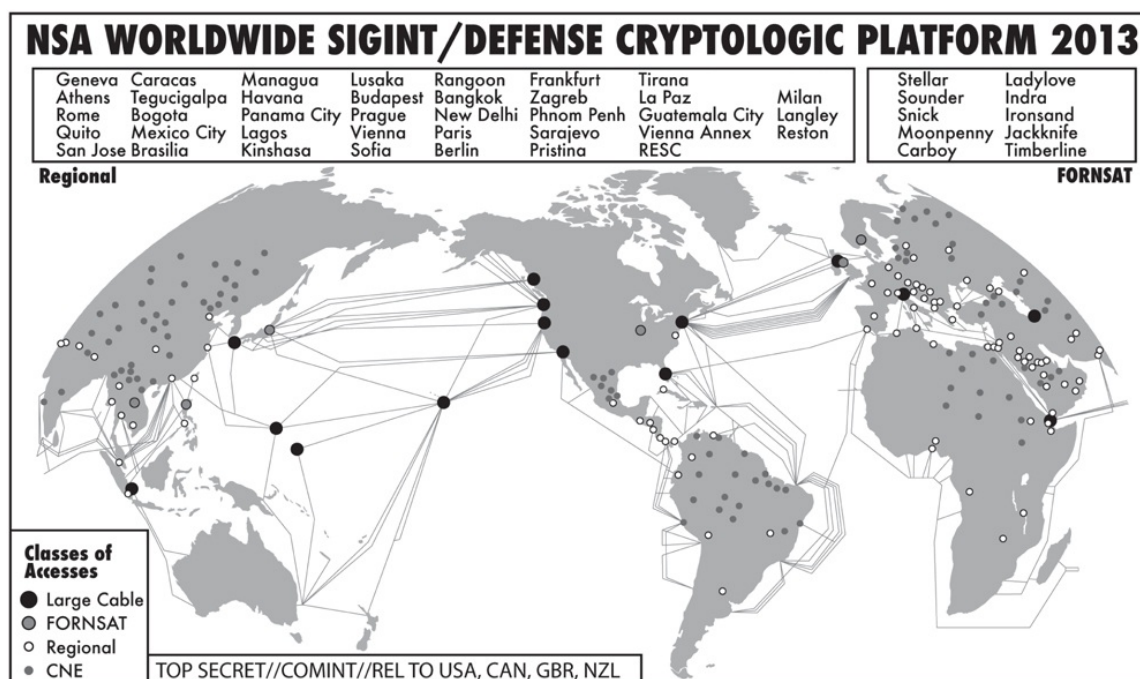 NSA WORLDWIDE SIGINT/DEFENSE CRYPTOLOGIC PLATFORM 2013
Geneva Caracas Managua Lusaka Rangoon Frankfurt Tirana
Athens Tegucigalpa Havana Budapest Bangkok Zagreb La Paz Milan
Rome Bogota Panama City Prague New Delhi Phnom Penh Guatemala City Langley
Quito Mexico City Lagos Vienna Paris Sarajevo Vienna Annex Reston
San Jose Brasilia Kinshasa Sofia Berlin Pristina RESC
Regional
Stellar Ladylove
Sounder Indra
Snick Ironsand
Moonpenny Jackknife
Carboy Timberline
FORNSAT
Classes of
Accesses
Large Cable
FORNSAT
Regional
CNE
TOP SECRET//COMINT//REL TO USA, CAN, GBR, NZL